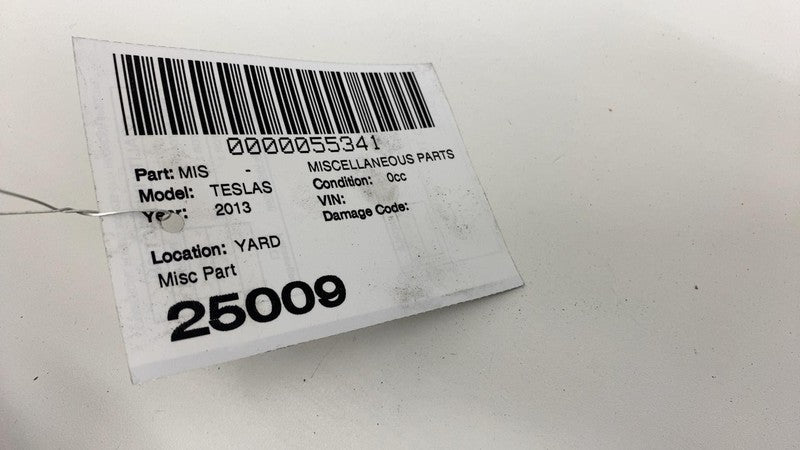 0000055341
Part: MIS - MISCELLANEOUS PARTS
Model: TESLAS Condition: 0cc
Year: 2013 VIN:
Damage Code:
Location: YARD
Misc Part
25009